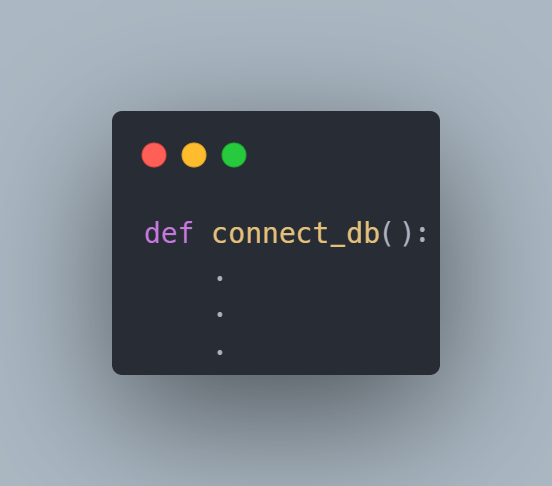 def connect_db():
.
.
.